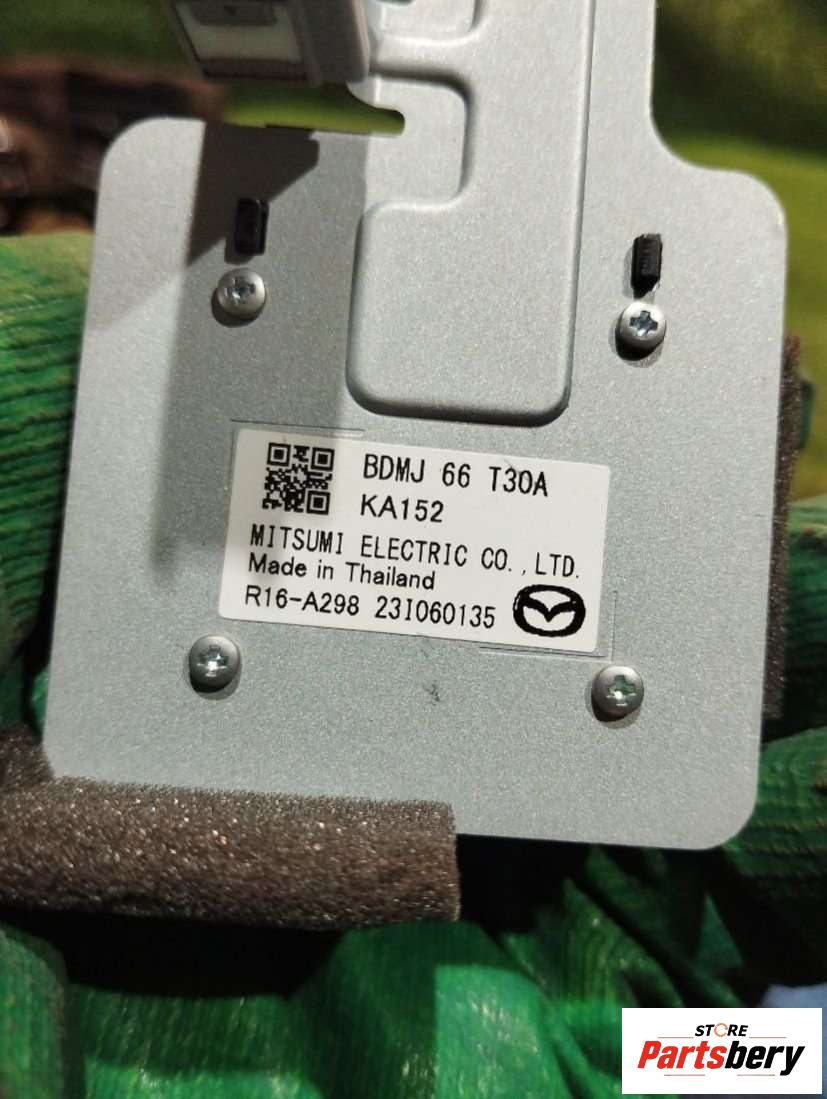 BDMJ 66 T30A
KA152
MITSUMI ELECTRIC CO.,LTD.
Made in Thailand
R16-A298 23I060135
STORE
Partsbery